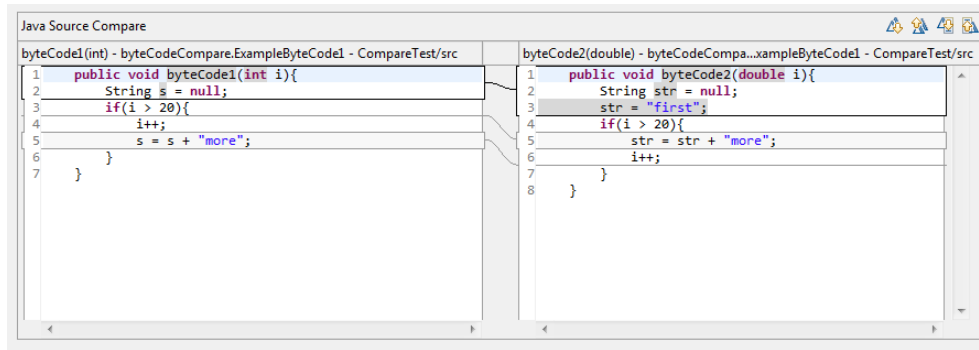 Java Source Compare
byteCode1(int) - byteCodeCompare.ExampleByteCode1 - CompareTest/src
1 public void byteCode1(int i){
2 String s = null;
3 if(i > 20){
4 i++;
5 s = s + "more";
6 }
7 }
byteCode2(double) - byteCodeCompa...xampleByteCode1 - CompareTest/src
1 public void byteCode2(double i){
2 String str = null;
3 str = "first";
4 if(i > 20){
5 str = str + "more";
6 i++;
7 }
8 }